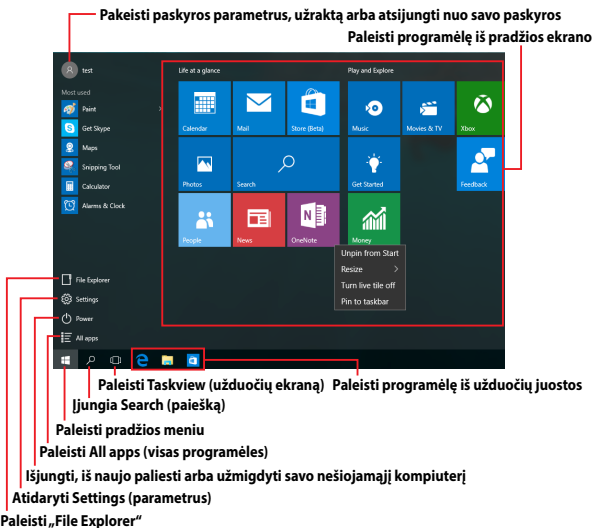 Pakeisti paskyros parametrus, užraktą arba atsijungti nuo savo paskyros
Paleisti programėlę iš pradžios ekrano
test
Most used
Paint
Get Skype
Maps
Snipping Tool
Calculator
Alarms & Clock
File Explorer
Settings
Power
All apps
Life at a glance
Play and Explore
Calendar
Mail
Store (Beta)
Music
Movies & TV
Xbox
Photos
Search
Get Started
Feedback
People
News
OneNote
Money
Unpin from Start
Resize
Turn live tile off
Pin to taskbar
Paleisti Taskview (užduočių ekraną)
Paleisti programėlę iš užduočių juostos
Įjungia Search (paiešką)
Paleisti pradžios meniu
Paleisti All apps (visas programėles)
Išjungti, iš naujo paliesti arba užmigdyti savo nešiojamąjį kompiuterį
Atidaryti Settings (parametrus)
Paleisti „File Explorer“